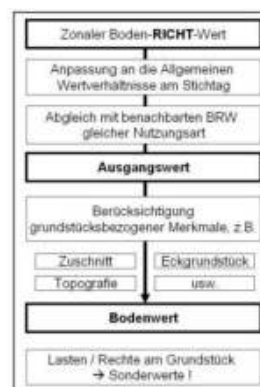 Zonaler Boden-RICHT-Wert
Anpassung an die Allgemeinen
Wertverhältnisse am Stichtag
Abgleich mit benachbarten BRW
gleicher Nutzungsart
Ausgangswert
Berücksichtigung
grundstücksbezogener Merkmale, z.B.
Zuschnitt
Eckgrundstück
Topografie
usw.
Bodenwert
Lasten / Rechte am Grundstück
→ Sonderwerte !